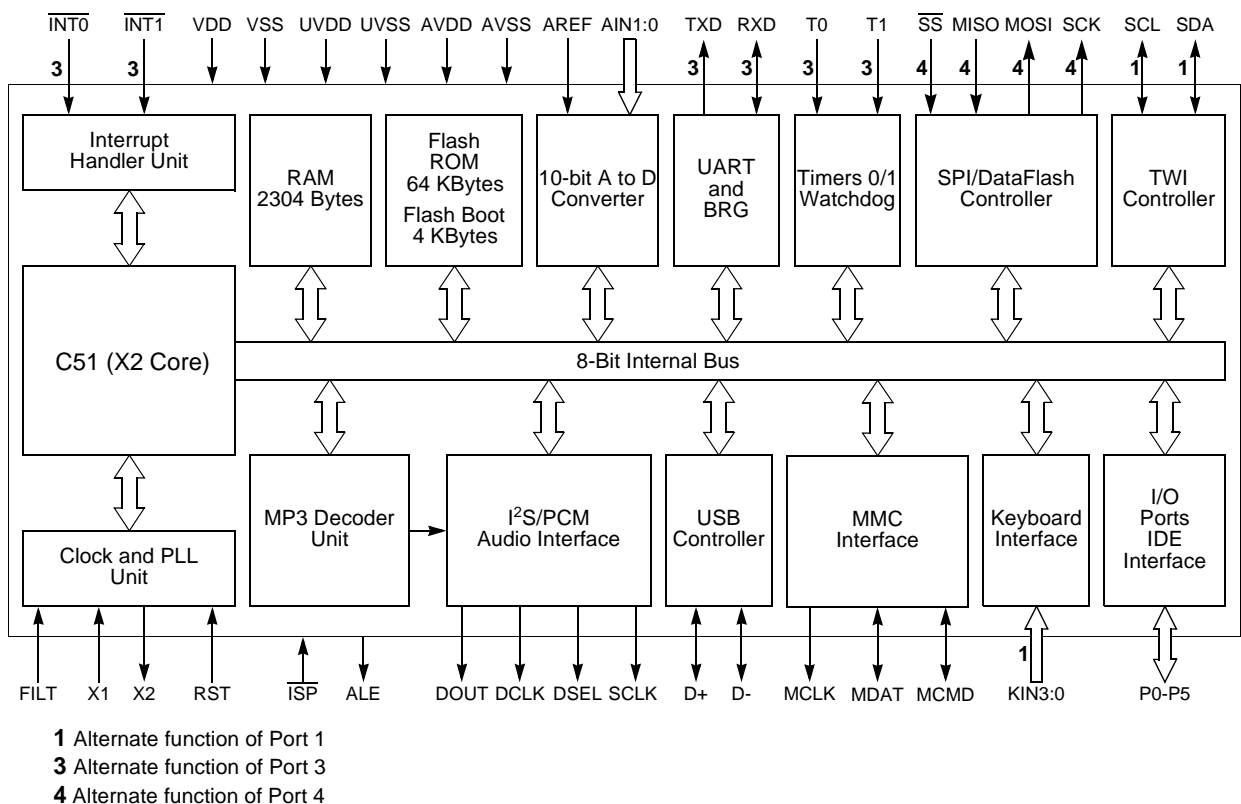 INT0 INT1 VDD VSS UVDD UVSS AVDD AVSS AREF AIN1:0 TXD RXD T0 T1 SS MISO MOSI SCK SCL SDA
3 3 3 3 3 3 4 4 4 4 1 1
Interrupt
Handler Unit
RAM
2304 Bytes
Flash
ROM
64 KBytes
Flash Boot
4 KBytes
10-bit A to D
Converter
UART
and
BRG
Timers 0/1
Watchdog
SPI/DataFlash
Controller
TWI
Controller
C51 (X2 Core)
8-Bit Internal Bus
Clock and PLL
Unit
MP3 Decoder
Unit
I²S/PCM
Audio Interface
USB
Controller
MMC
Interface
Keyboard
Interface
I/O
Ports
IDE
Interface
1
FILT X1 X2 RST ISP ALE DOUT DCLK DSEL SCLK D+ D- MCLK MDAT MCMD KIN3:0 P0-P5
1 Alternate function of Port 1
3 Alternate function of Port 3
4 Alternate function of Port 4